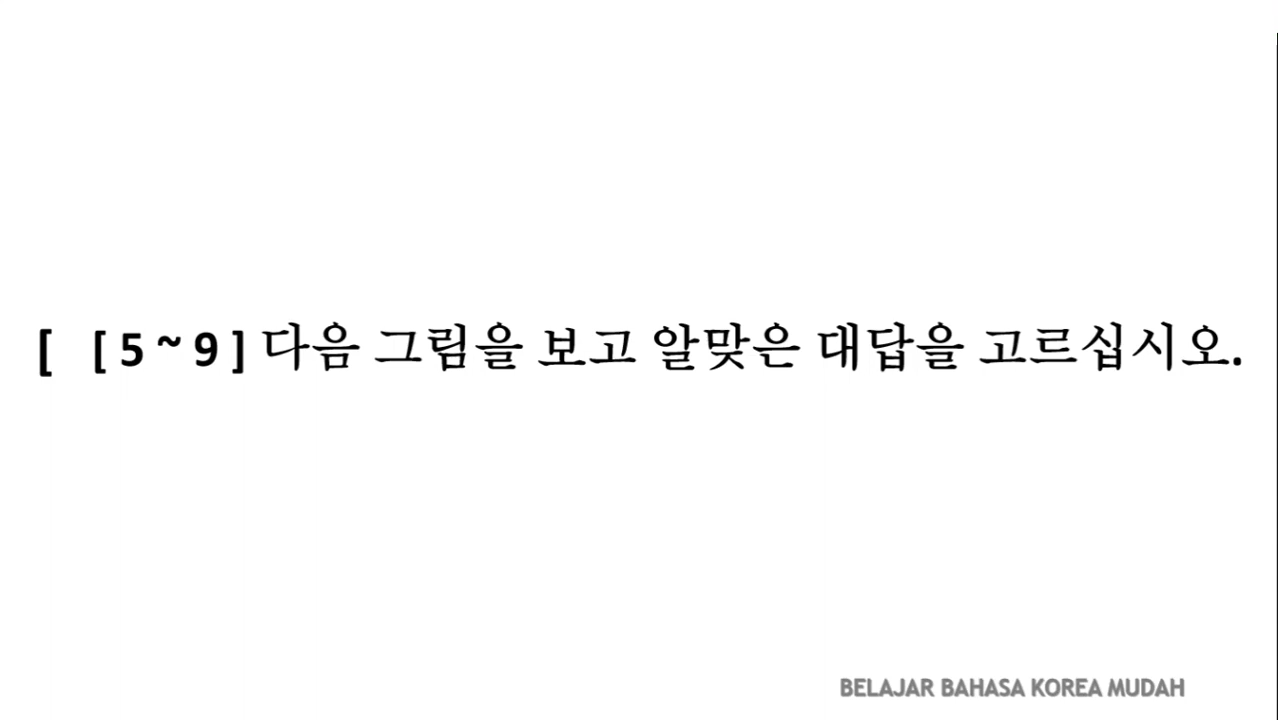 [ [ 5 ~ 9 ] 다음 그림을 보고 알맞은 대답을 고르십시오.
BELAJAR BAHASA KOREA MUDAH